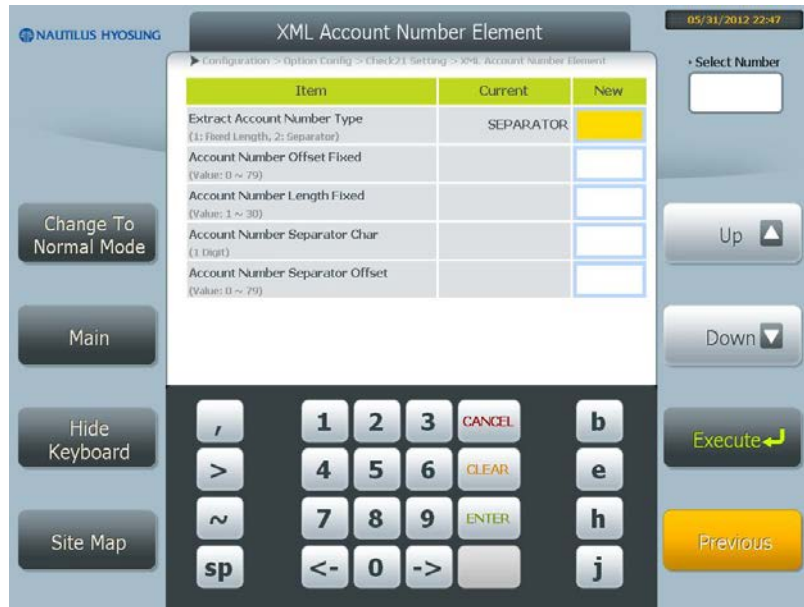 NAUTILUS HYOSUNG
XML Account Number Element
05/31/2012 22:47
Configuration > Option Config > Check21 Setting > XML Account Number Element
Select Number
Item Current New
Extract Account Number Type
(1: Fixed Length, 2: Separator)
SEPARATOR
Account Number Offset Fixed
(Value: 0 ~ 79)
Account Number Length Fixed
(Value: 1 ~ 30)
Account Number Separator Char
(1 Digit)
Account Number Separator Offset
(Value: 0 ~ 79)
Change To
Normal Mode
Main
Hide
Keyboard
Site Map
Up
Down
Execute
Previous
, 1 2 3 CANCEL b
> 4 5 6 CLEAR e
~ 7 8 9 ENTER h
sp <- 0 -> j